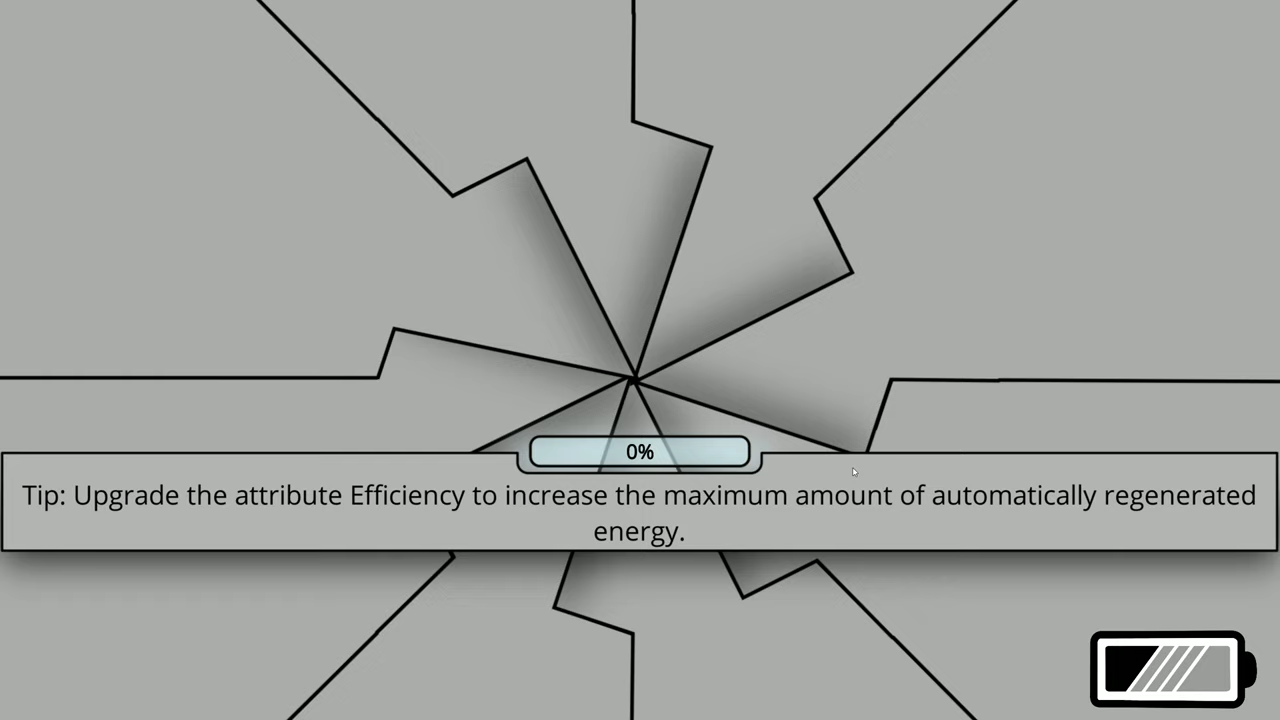 0%
Tip: Upgrade the attribute Efficiency to increase the maximum amount of automatically regenerated
energy.